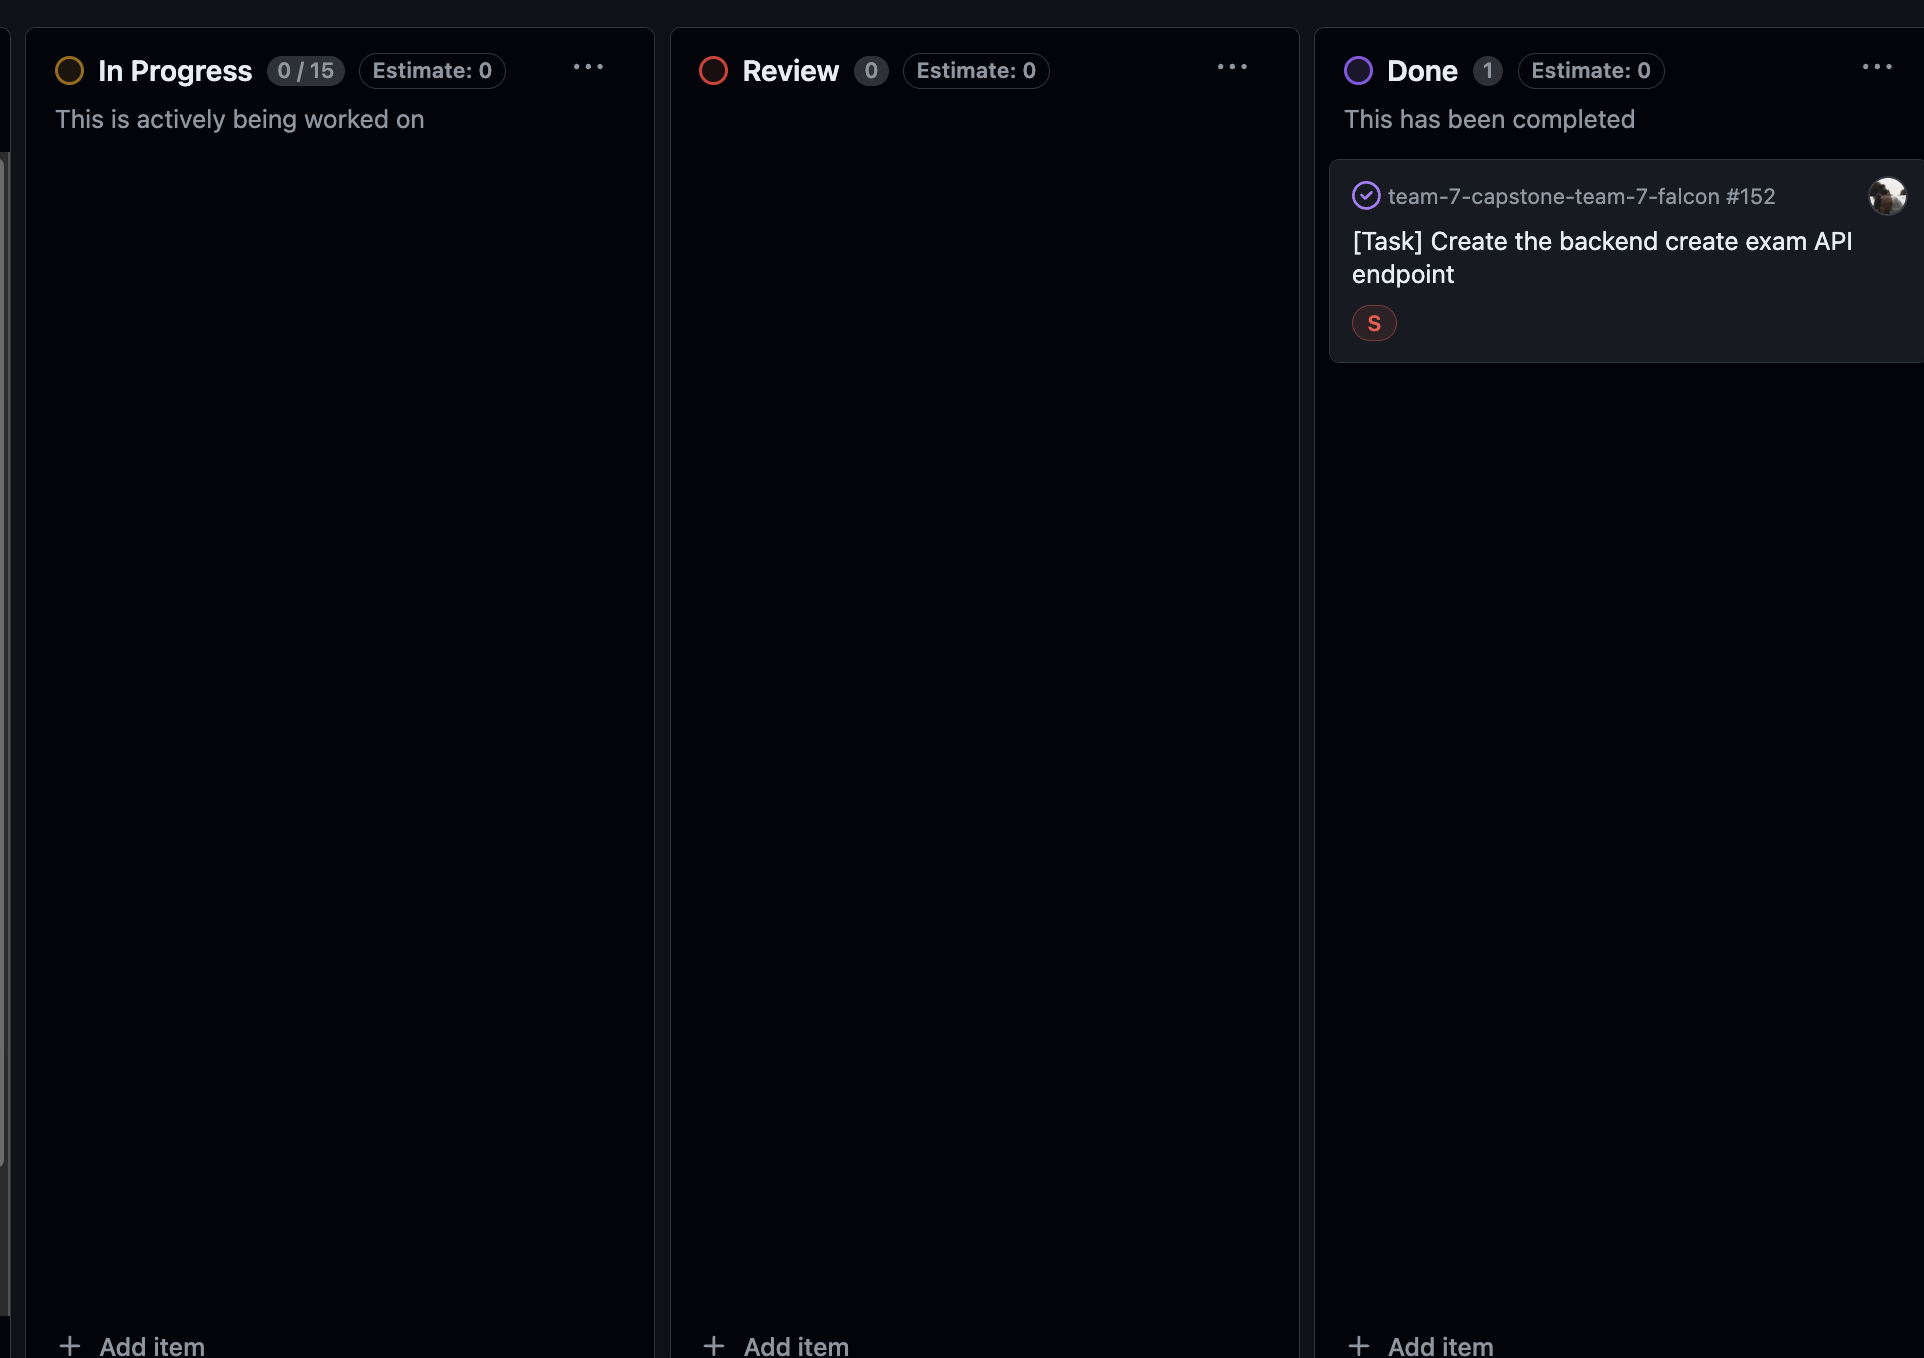 In Progress 0 / 15 Estimate: 0
This is actively being worked on
Add item
Review 0 Estimate: 0
Add item
Done 1 Estimate: 0
This has been completed
team-7-capstone-team-7-falcon #152
[Task] Create the backend create exam API
endpoint
S
Add item